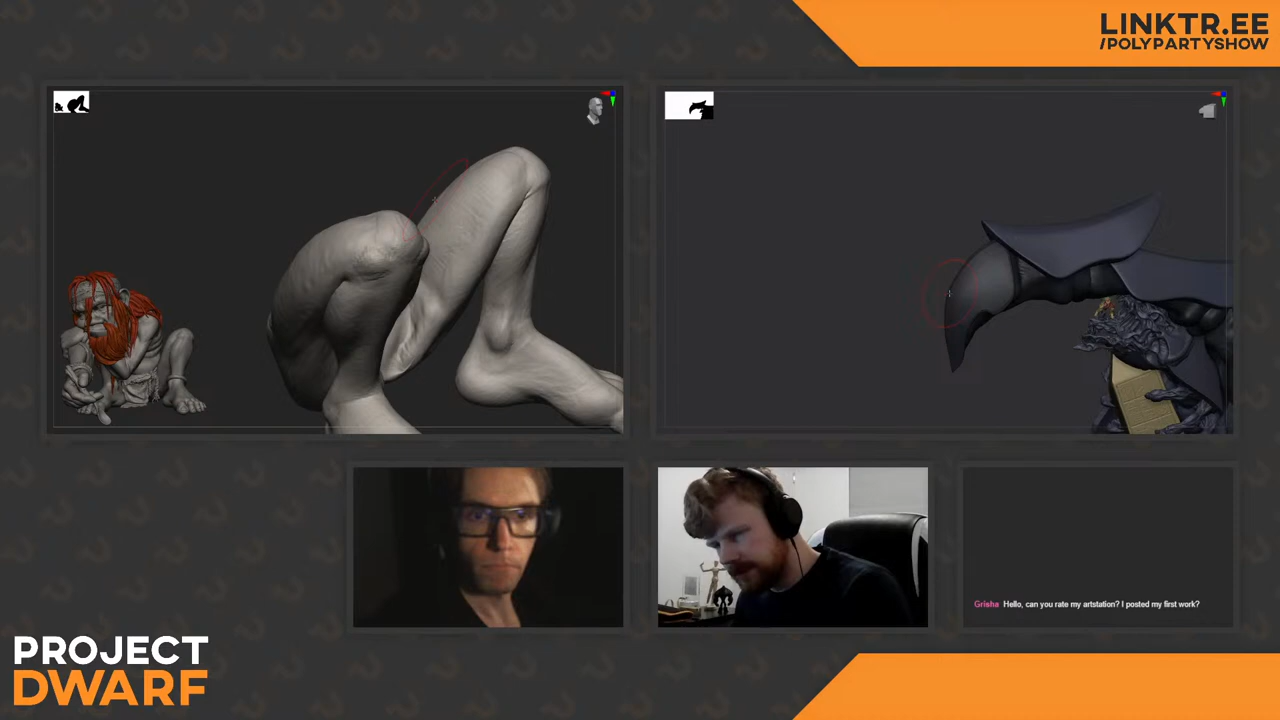 LINKTR.EE
/POLYPARTYSHOW
Grisha Hello, can you rate my artstation? I posted my first work?
PROJECT
DWARF